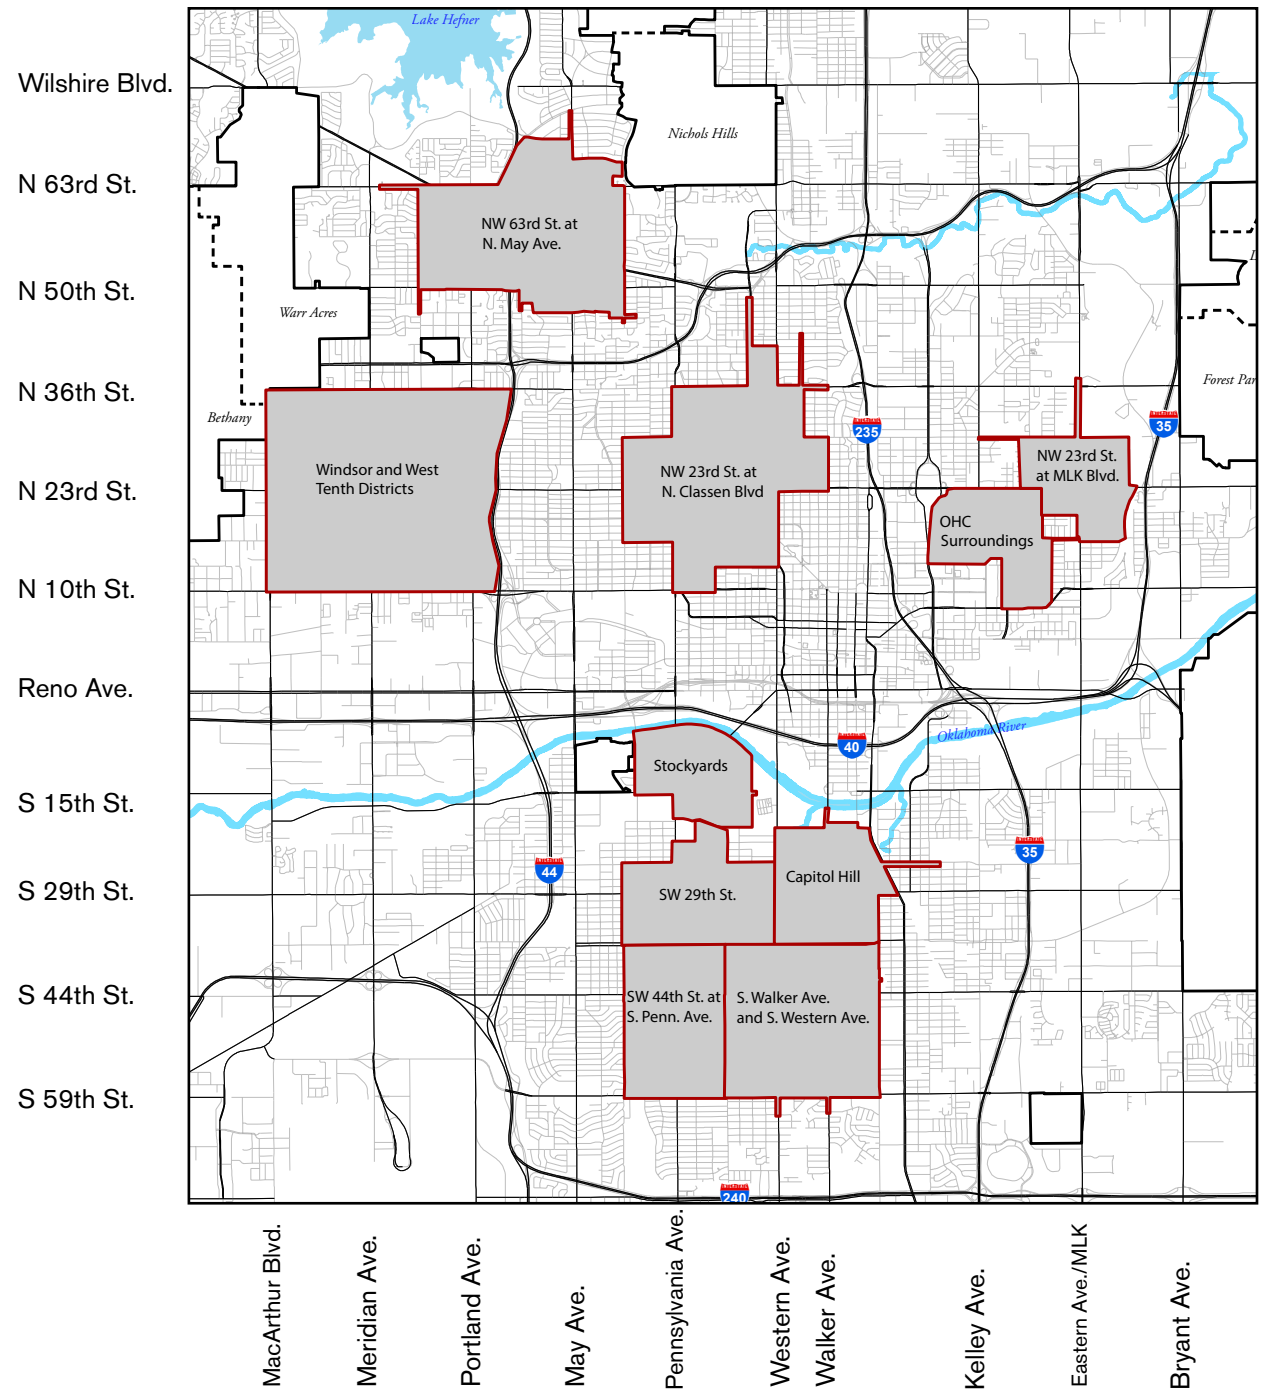 Lake Hefner
Wilshire Blvd.
Nichols Hills
N 63rd St.
NW 63rd St. at
N. May Ave.
N 50th St.
Warr Acres
N 36th St.
Forest Par
Bethany
235
35
Windsor and West
Tenth Districts
NW 23rd St. at
N. Classen Blvd
NW 23rd St.
at MLK Blvd.
N 23rd St.
OHC
Surroundings
N 10th St.
Reno Ave.
Oklahoma River
40
Stockyards
S 15th St.
35
44
Capitol Hill
S 29th St.
SW 29th St.
S 44th St.
SW 44th St. at
S. Penn. Ave.
S. Walker Ave.
and S. Western Ave.
S 59th St.
240
MacArthur Blvd.
Meridian Ave.
Portland Ave.
May Ave.
Pennsylvania Ave.
Western Ave.
Walker Ave.
Kelley Ave.
Eastern Ave./MLK
Bryant Ave.